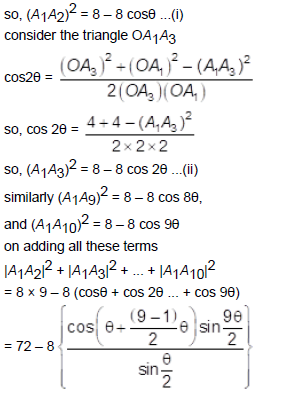 so, (A₁A₂)² = 8 – 8 cosθ ...(i)
consider the triangle OA₁A₃
cos2θ = ((OA₃)² + (OA₁)² – (A₁A₃)²) / (2(OA₃)(OA₁))
so, cos 2θ = (4 + 4 – (A₁A₃)²) / (2 × 2 × 2)
so, (A₁A₃)² = 8 – 8 cos 2θ ...(ii)
similarly (A₁A₉)² = 8 – 8 cos 8θ,
and (A₁A₁₀)² = 8 – 8 cos 9θ
on adding all these terms
|A₁A₂|² + |A₁A₃|² + ... + |A₁A₁₀|²
= 8 × 9 – 8 (cosθ + cos 2θ ... + cos 9θ)
= 72 – 8 { cos(θ + ((9 – 1)/2)θ) sin(9θ/2) / sin(θ/2) }